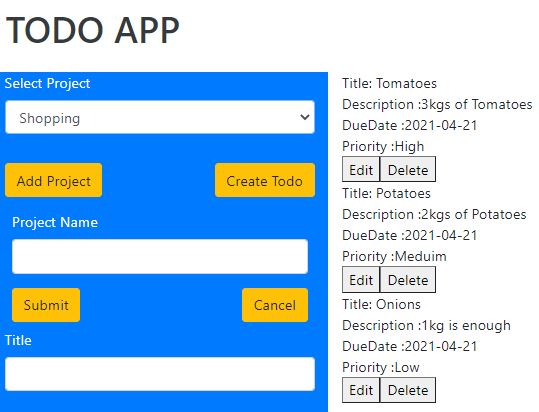 TODO APP
Select Project
Shopping
Add Project
Create Todo
Project Name
Submit
Cancel
Title
Title: Tomatoes
Description :3kgs of Tomatoes
DueDate :2021-04-21
Priority :High
Edit Delete
Title: Potatoes
Description :2kgs of Potatoes
DueDate :2021-04-21
Priority :Meduim
Edit Delete
Title: Onions
Description :1kg is enough
DueDate :2021-04-21
Priority :Low
Edit Delete